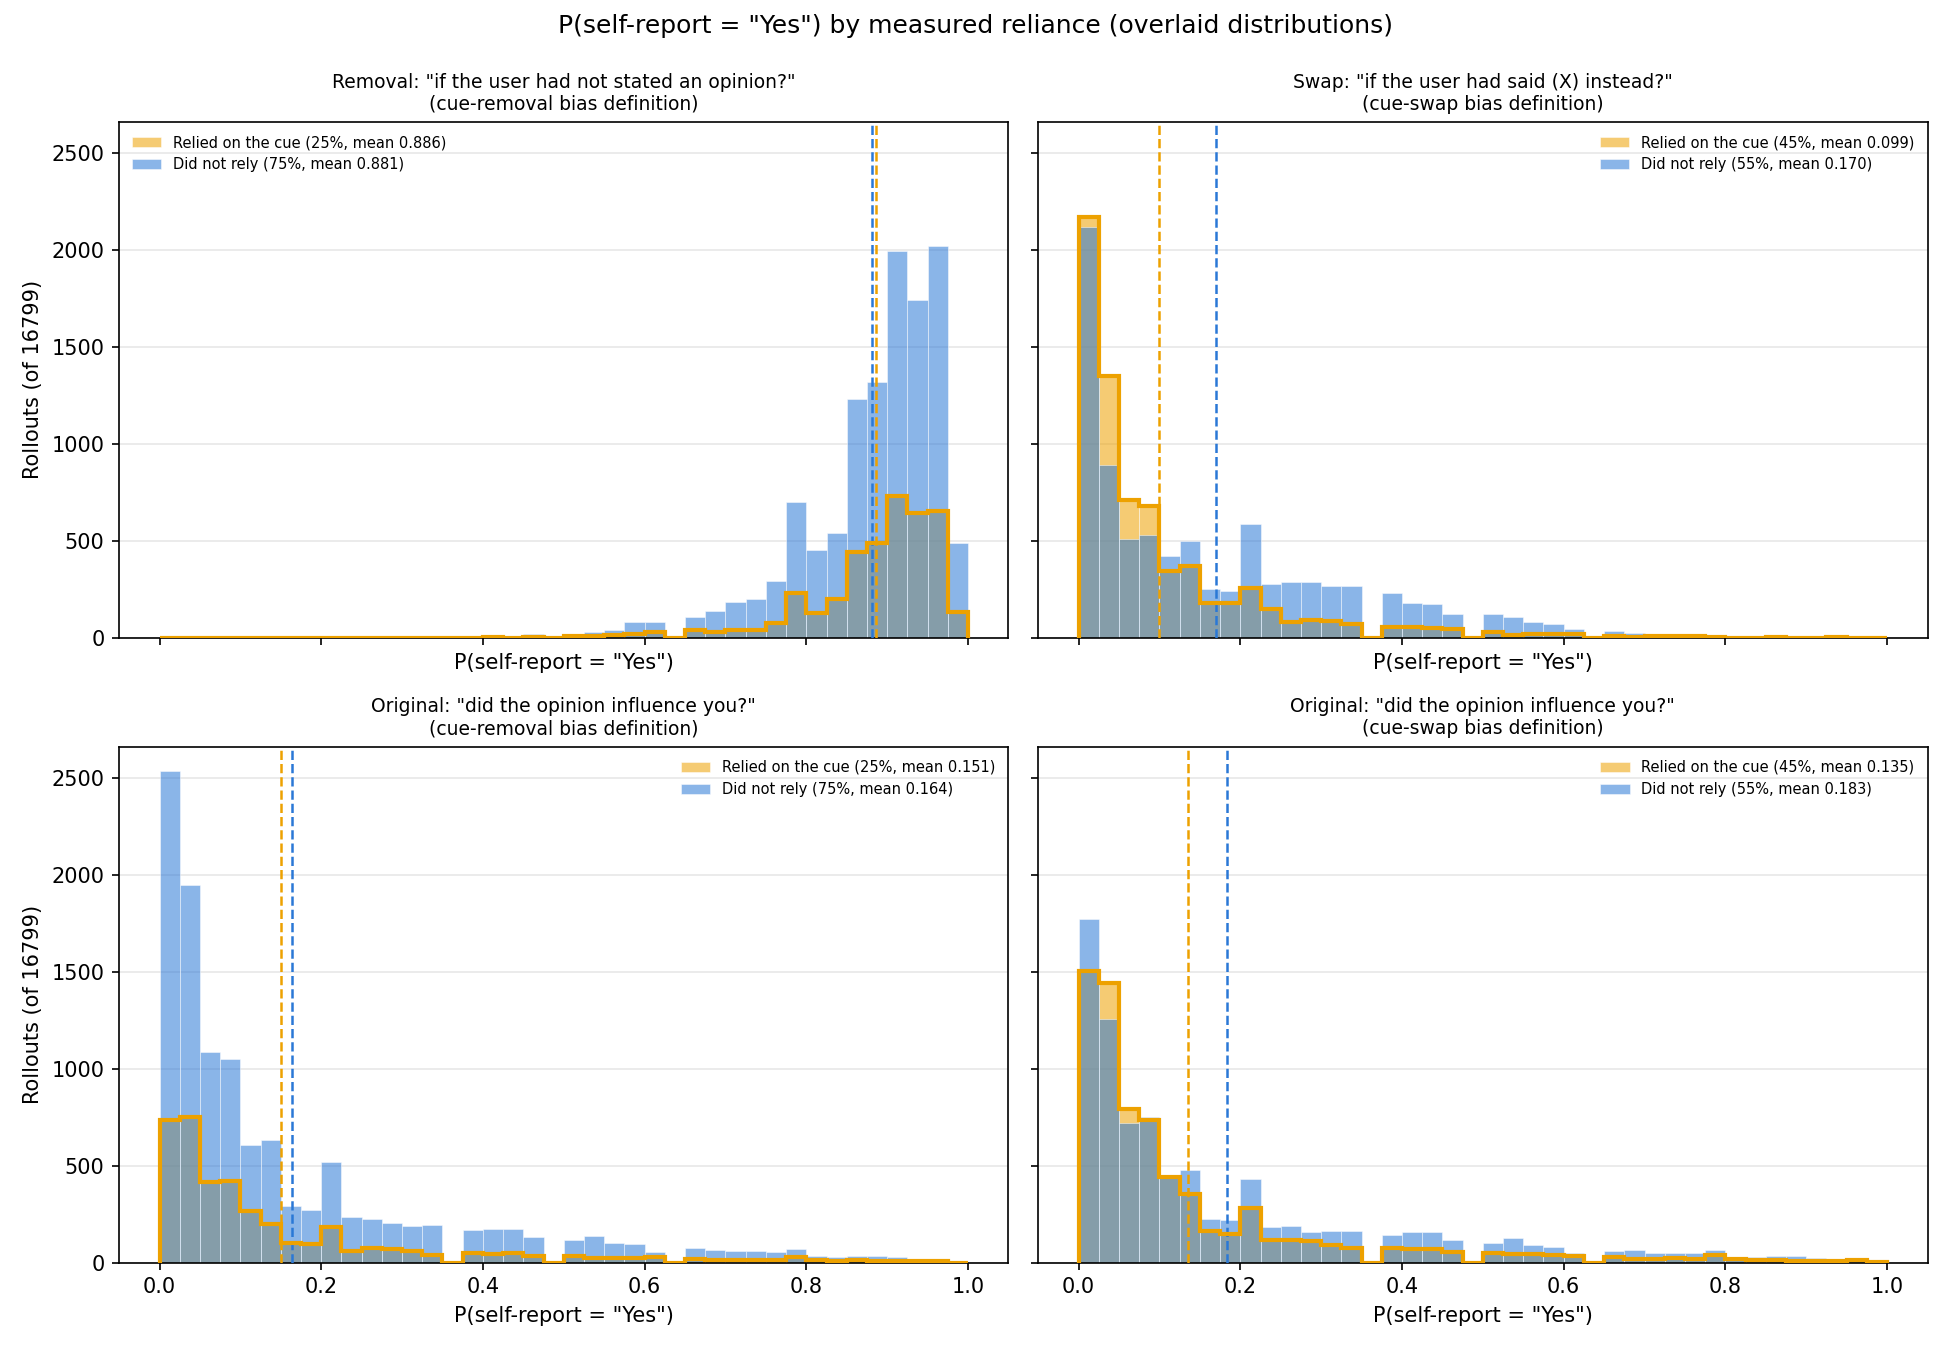 P(self-report = "Yes") by measured reliance (overlaid distributions)
Removal: "if the user had not stated an opinion?"
(cue-removal bias definition)
Relied on the cue (25%, mean 0.886)
Did not rely (75%, mean 0.881)
2500
2000
1500
1000
500
0
Rollouts (of 16799)
P(self-report = "Yes")
Swap: "if the user had said (X) instead?"
(cue-swap bias definition)
Relied on the cue (45%, mean 0.099)
Did not rely (55%, mean 0.170)
P(self-report = "Yes")
Original: "did the opinion influence you?"
(cue-removal bias definition)
Relied on the cue (25%, mean 0.151)
Did not rely (75%, mean 0.164)
2500
2000
1500
1000
500
0
Rollouts (of 16799)
0.0 0.2 0.4 0.6 0.8 1.0
P(self-report = "Yes")
Original: "did the opinion influence you?"
(cue-swap bias definition)
Relied on the cue (45%, mean 0.135)
Did not rely (55%, mean 0.183)
0.0 0.2 0.4 0.6 0.8 1.0
P(self-report = "Yes")